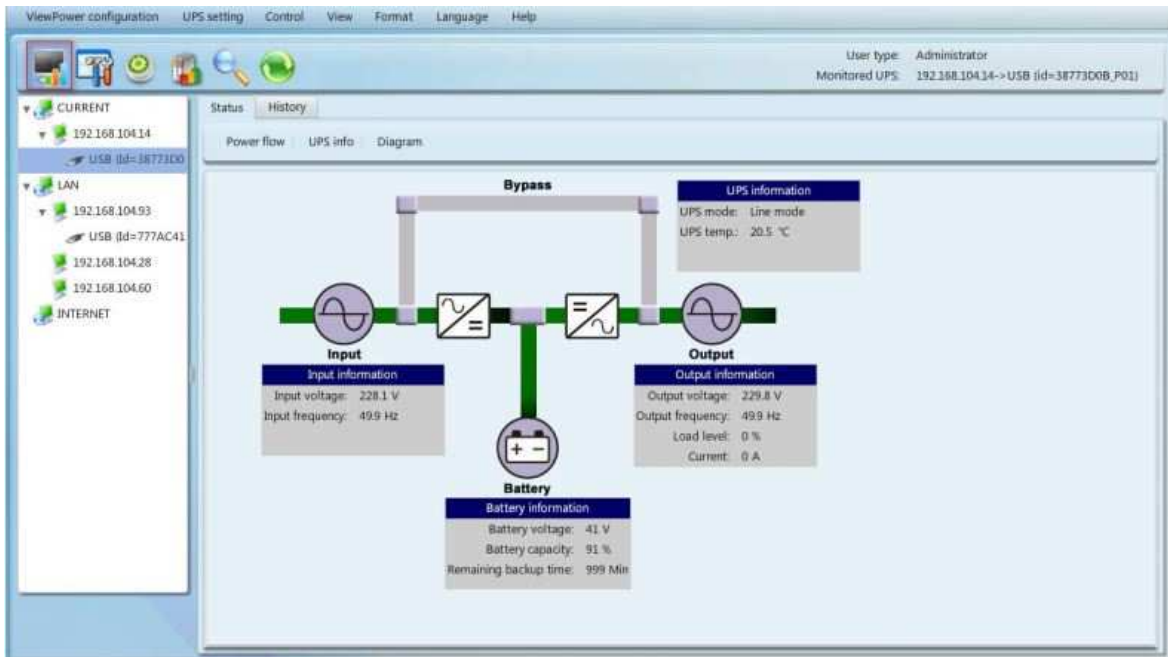 ViewPower configuration UPS setting Control View Format Language Help
User type: Administrator
Monitored UPS: 192.168.104.14->USB (id=38773D0B_P01)
CURRENT
192.168.104.14
USB (Id=38773D0
LAN
192.168.104.93
USB (Id=777AC41
192.168.104.28
192.168.104.60
INTERNET
Status History
Power flow UPS info Diagram
Bypass
UPS information
UPS mode: Line mode
UPS temp.: 20.5 °C
Input
Input information
Input voltage: 228.1 V
Input frequency: 49.9 Hz
Output
Output information
Output voltage: 229.8 V
Output frequency: 49.9 Hz
Load level: 0 %
Current: 0 A
Battery
Battery information
Battery voltage: 41 V
Battery capacity: 91 %
Remaining backup time: 999 Min